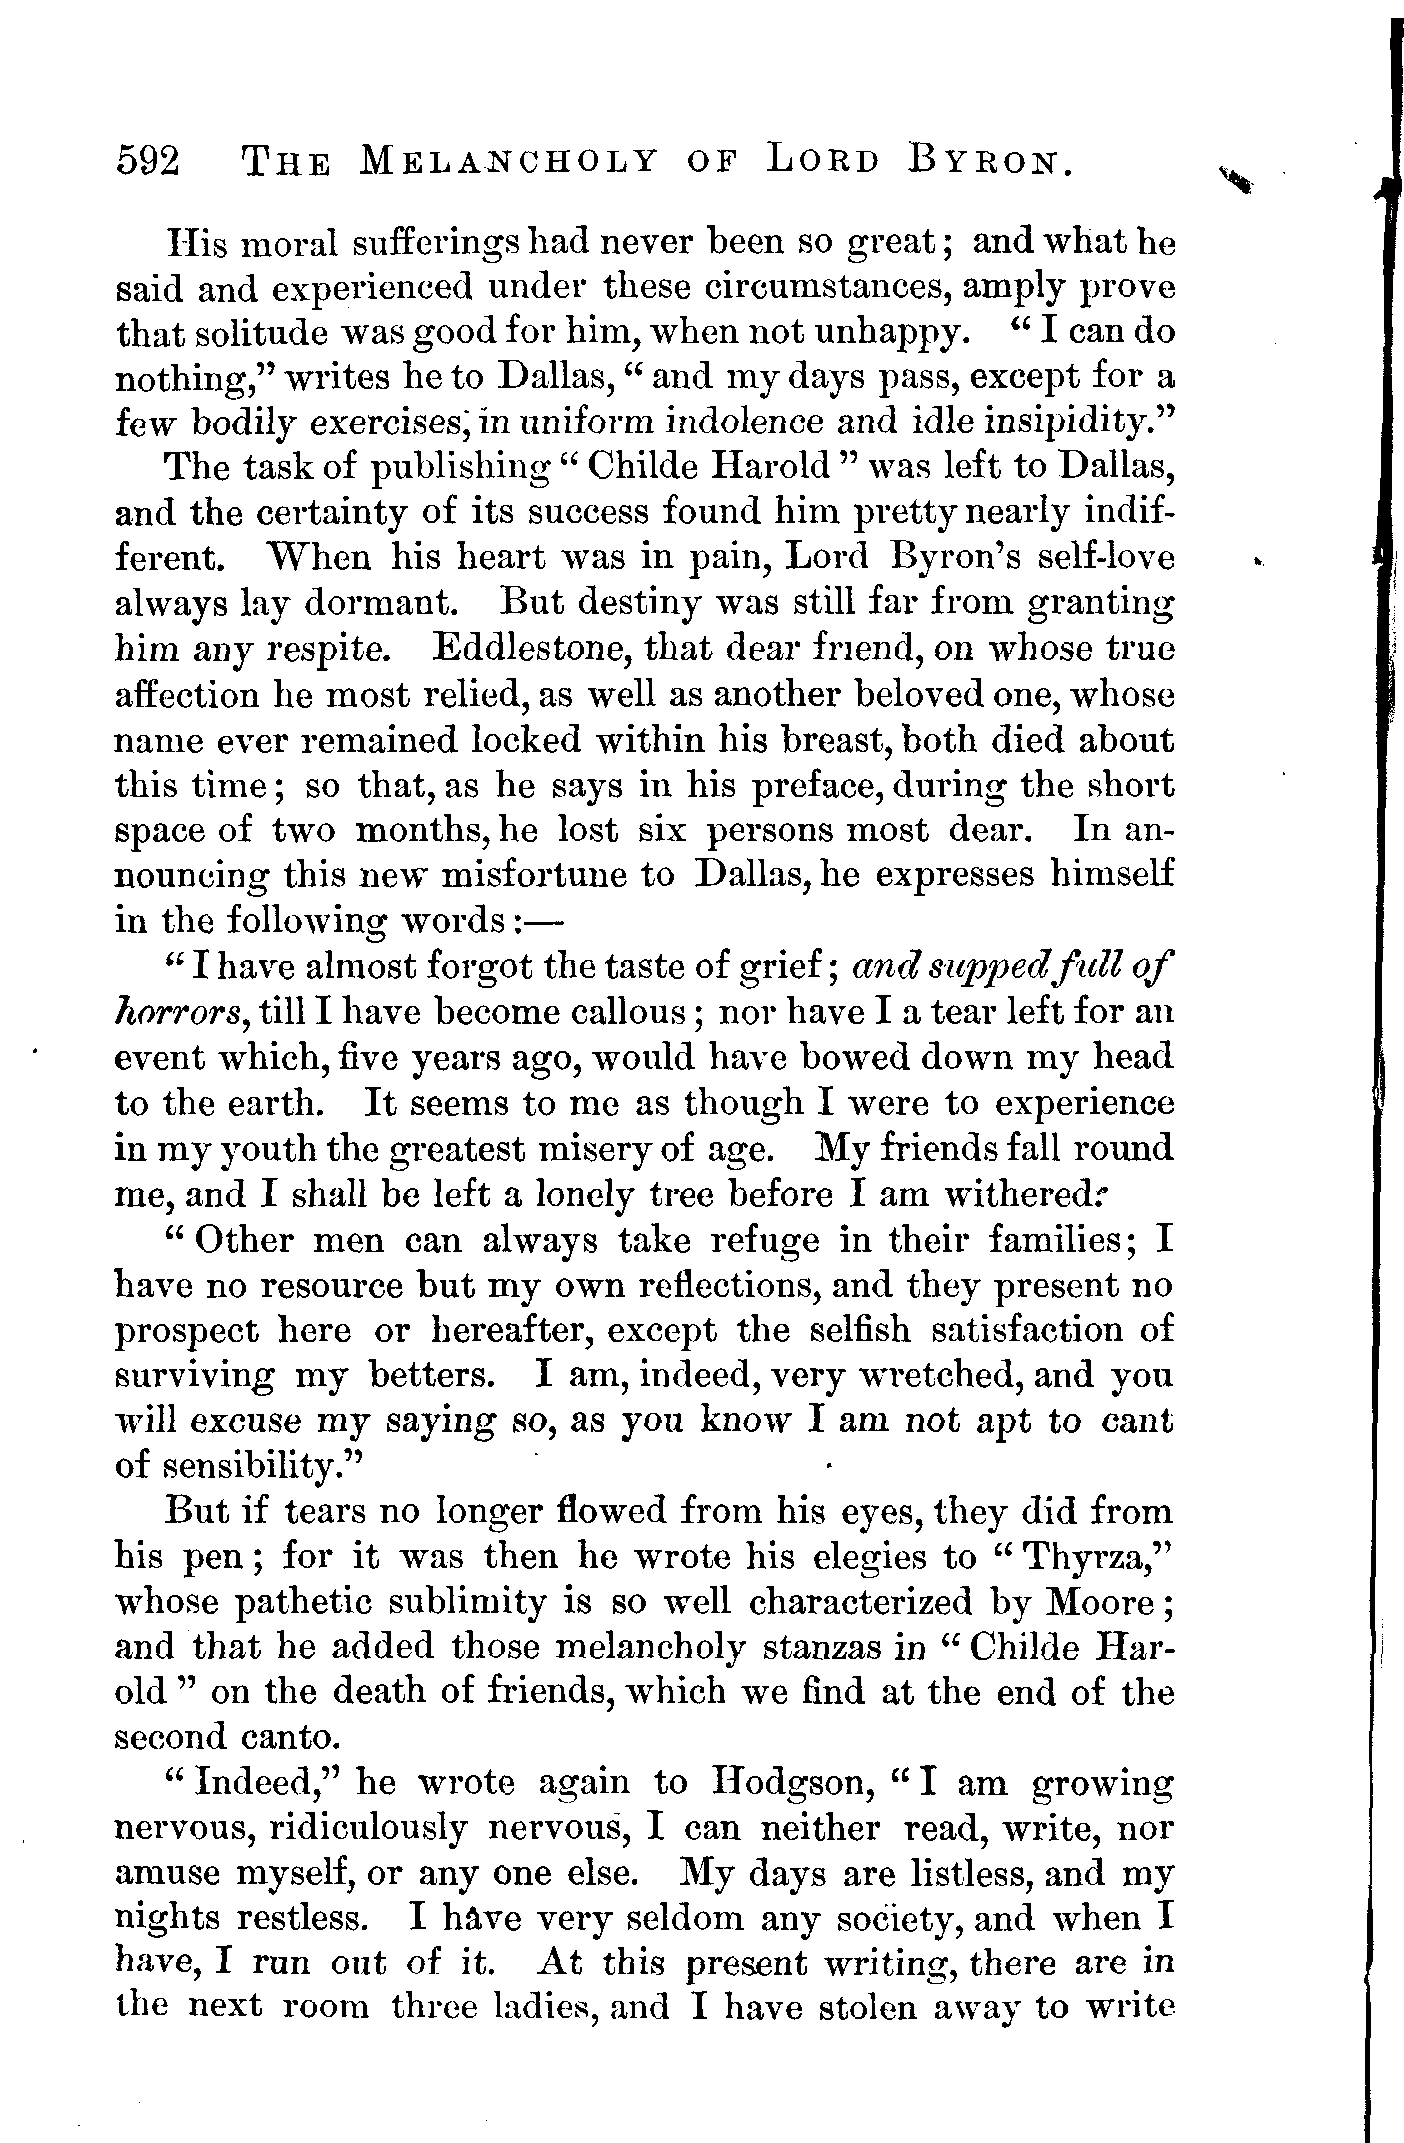 592 THE MELANCHOLY OF LORD BYRON.
His moral sufferings had never been so great; and what he
said and experienced under these circumstances, amply prove
that solitude was good for him, when not unhappy. "I can do
nothing," writes he to Dallas, "and my days pass, except for a
few bodily exercises, in uniform indolence and idle insipidity."
The task of publishing "Childe Harold" was left to Dallas,
and the certainty of its success found him pretty nearly indif-
ferent. When his heart was in pain, Lord Byron's self-love
always lay dormant. But destiny was still far from granting
him any respite. Eddlestone, that dear friend, on whose true
affection he most relied, as well as another beloved one, whose
name ever remained locked within his breast, both died about
this time; so that, as he says in his preface, during the short
space of two months, he lost six persons most dear. In an-
nouncing this new misfortune to Dallas, he expresses himself
in the following words:—
"I have almost forgot the taste of grief; and supped full of
horrors, till I have become callous; nor have I a tear left for an
event which, five years ago, would have bowed down my head
to the earth. It seems to me as though I were to experience
in my youth the greatest misery of age. My friends fall round
me, and I shall be left a lonely tree before I am withered.
"Other men can always take refuge in their families; I
have no resource but my own reflections, and they present no
prospect here or hereafter, except the selfish satisfaction of
surviving my betters. I am, indeed, very wretched, and you
will excuse my saying so, as you know I am not apt to cant
of sensibility."
But if tears no longer flowed from his eyes, they did from
his pen; for it was then he wrote his elegies to "Thyrza,"
whose pathetic sublimity is so well characterized by Moore;
and that he added those melancholy stanzas in "Childe Har-
old" on the death of friends, which we find at the end of the
second canto.
"Indeed," he wrote again to Hodgson, "I am growing
nervous, ridiculously nervous, I can neither read, write, nor
amuse myself, or any one else. My days are listless, and my
nights restless. I have very seldom any society, and when I
have, I run out of it. At this present writing, there are in
the next room three ladies, and I have stolen away to write